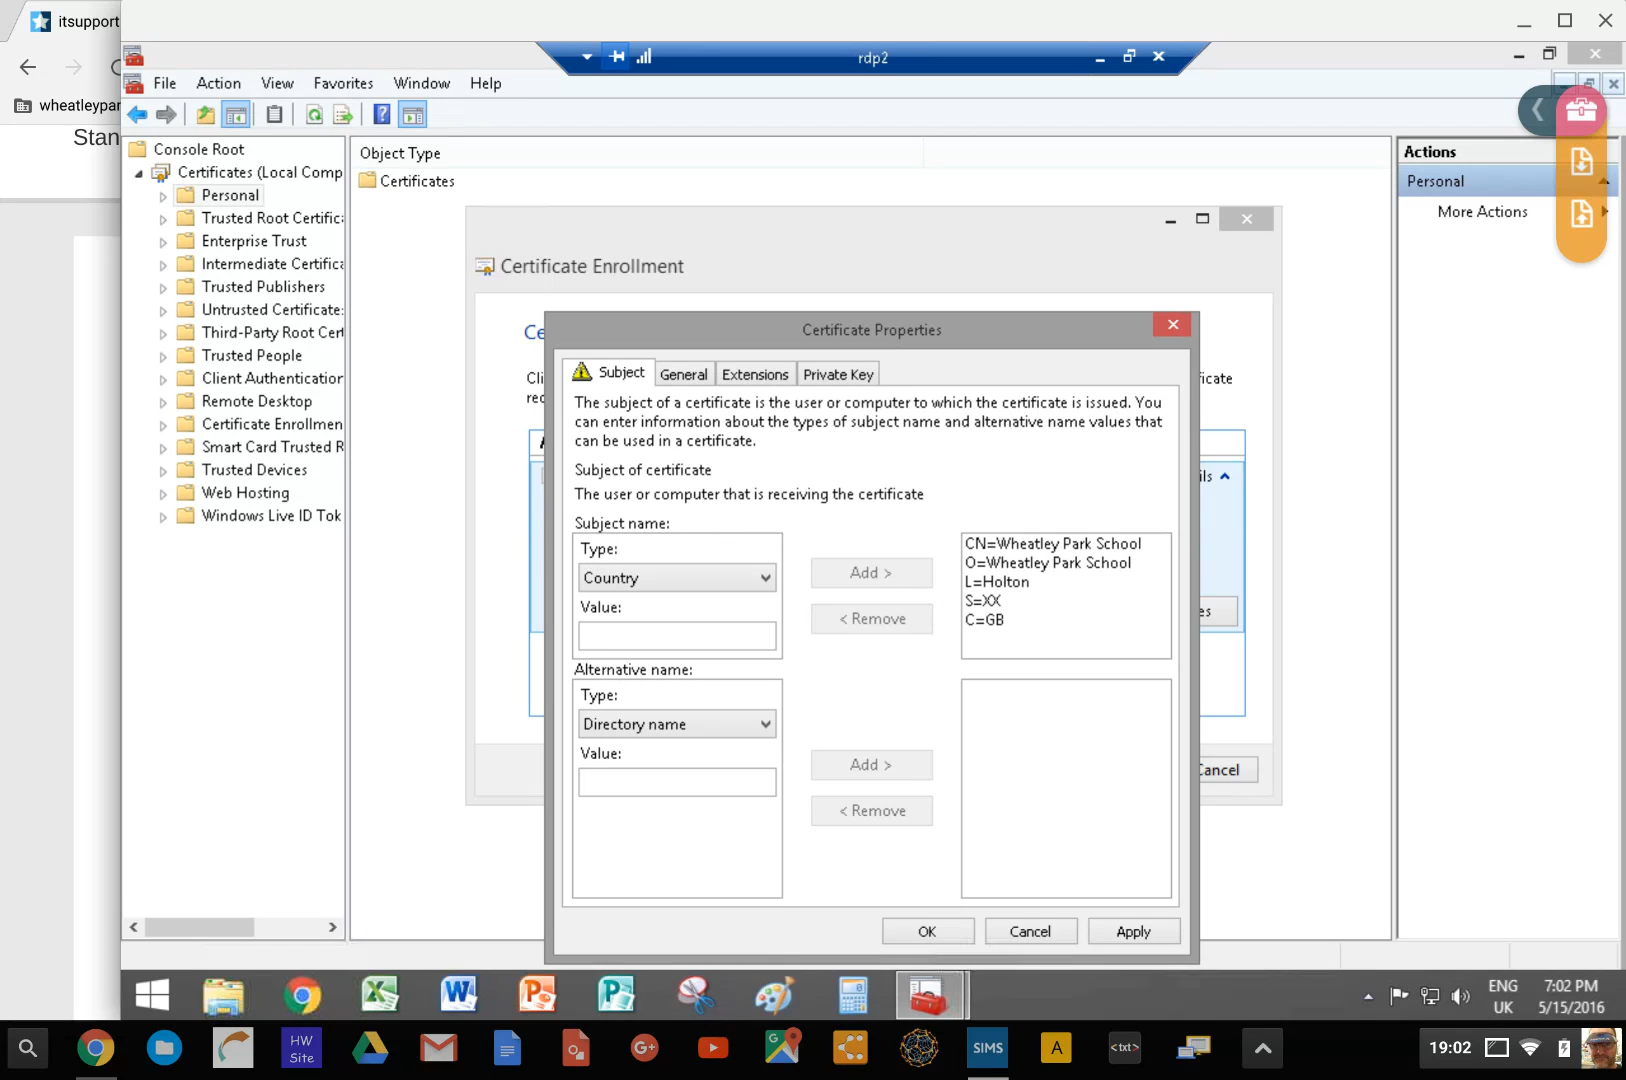 itsupport
wheatleypar
Stan
rdp2
File Action View Favorites Window Help
Console Root
Certificates (Local Comp
Personal
Trusted Root Certific
Enterprise Trust
Intermediate Certific
Trusted Publishers
Untrusted Certificate
Third-Party Root Cert
Trusted People
Client Authentication
Remote Desktop
Certificate Enrollmen
Smart Card Trusted R
Trusted Devices
Web Hosting
Windows Live ID Tok
Object Type
Certificates
Actions
Personal
More Actions
Certificate Enrollment
Ce
Cli
rec
icate
ils
es
Cancel
Certificate Properties
Subject General Extensions Private Key
The subject of a certificate is the user or computer to which the certificate is issued. You
can enter information about the types of subject name and alternative name values that
can be used in a certificate.
Subject of certificate
The user or computer that is receiving the certificate
Subject name:
Type:
Country
Value:
Add >
< Remove
CN=Wheatley Park School
O=Wheatley Park School
L=Holton
S=XX
C=GB
Alternative name:
Type:
Directory name
Value:
Add >
< Remove
OK Cancel Apply
ENG
UK
7:02 PM
5/15/2016
HW
Site
SIMS
A
<txt>
19:02